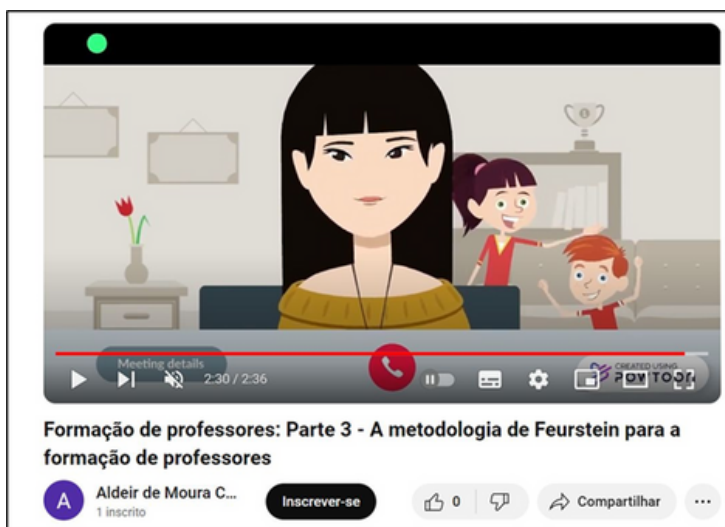 Meeting details
2:30 / 2:36
CREATED USING
POWTOON
Formação de professores: Parte 3 - A metodologia de Feurstein para a
formação de professores
A
Aldeir de Moura C...
1 inscrito
Inscrever-se
0
Compartilhar
...